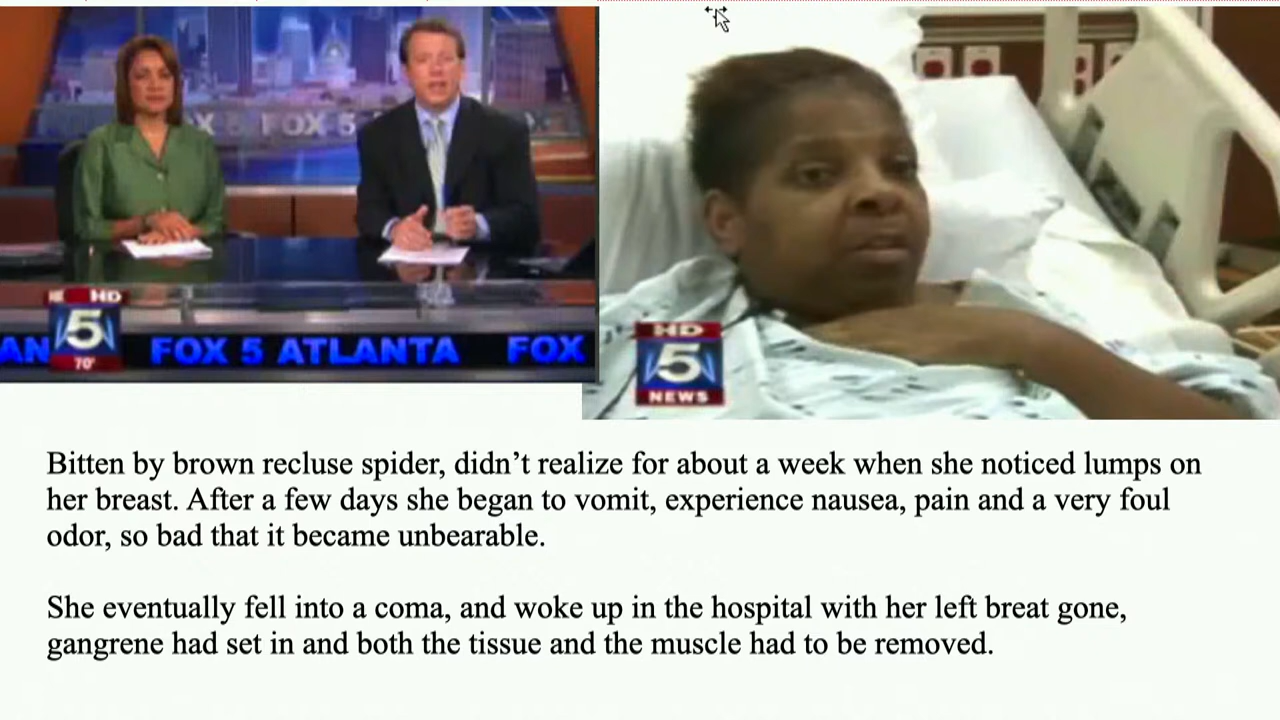 X 5 FOX 5
HD
5
70°
AN
FOX 5 ATLANTA
FOX
HD
5
NEWS
Bitten by brown recluse spider, didn’t realize for about a week when she noticed lumps on
her breast. After a few days she began to vomit, experience nausea, pain and a very foul
odor, so bad that it became unbearable.
She eventually fell into a coma, and woke up in the hospital with her left breat gone,
gangrene had set in and both the tissue and the muscle had to be removed.